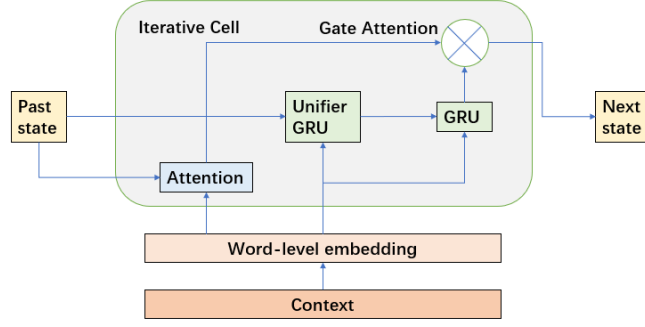 Iterative Cell
Gate Attention
Past
state
Unifier
GRU
GRU
Next
state
Attention
Word-level embedding
Context